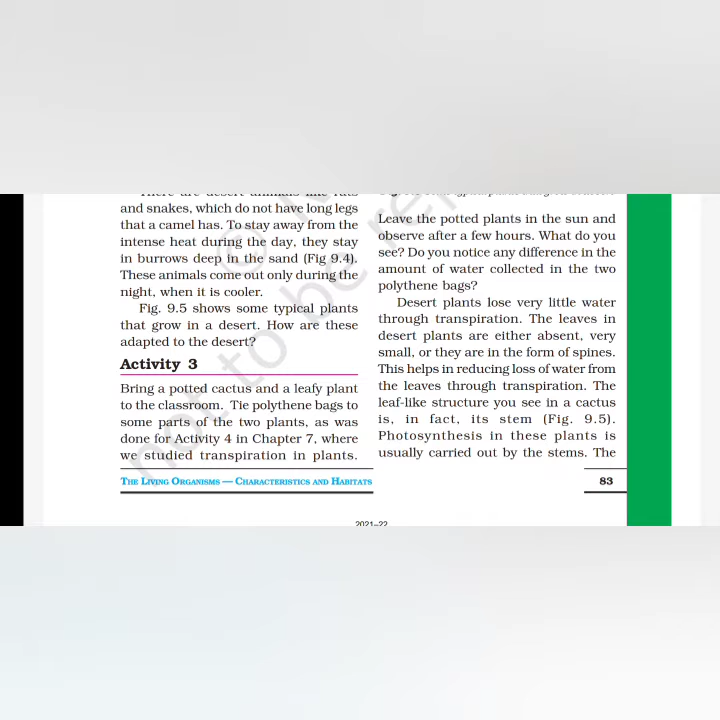 There are desert animals like rats
and snakes, which do not have long legs
that a camel has. To stay away from the
intense heat during the day, they stay
in burrows deep in the sand (Fig 9.4).
These animals come out only during the
night, when it is cooler.
Fig. 9.5 shows some typical plants
that grow in a desert. How are these
adapted to the desert?
Activity 3
Bring a potted cactus and a leafy plant
to the classroom. Tie polythene bags to
some parts of the two plants, as was
done for Activity 4 in Chapter 7, where
we studied transpiration in plants.
Leave the potted plants in the sun and
observe after a few hours. What do you
see? Do you notice any difference in the
amount of water collected in the two
polythene bags?
Desert plants lose very little water
through transpiration. The leaves in
desert plants are either absent, very
small, or they are in the form of spines.
This helps in reducing loss of water from
the leaves through transpiration. The
leaf-like structure you see in a cactus
is, in fact, its stem (Fig. 9.5).
Photosynthesis in these plants is
usually carried out by the stems. The
THE LIVING ORGANISMS — CHARACTERISTICS AND HABITATS
83
2021–22
© 
not to be re